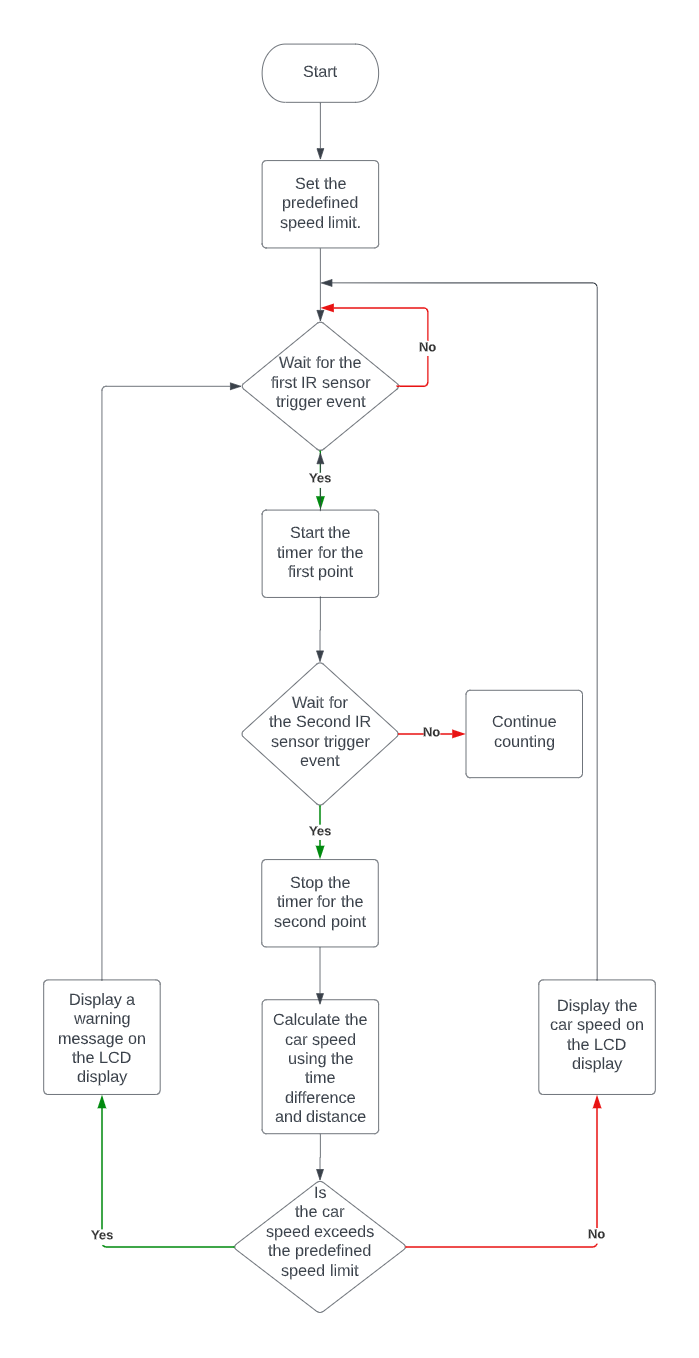 Start
Set the
predefined
speed limit.
Wait for the
first IR sensor
trigger event
No
Yes
Start the
timer for the
first point
Wait for
the Second IR
sensor trigger
event
No
Continue
counting
Yes
Stop the
timer for the
second point
Display a
warning
message on
the LCD
display
Calculate the
car speed
using the
time
difference
and distance
Display the
car speed on
the LCD
display
Is
the car
speed exceeds
the predefined
speed limit
Yes
No